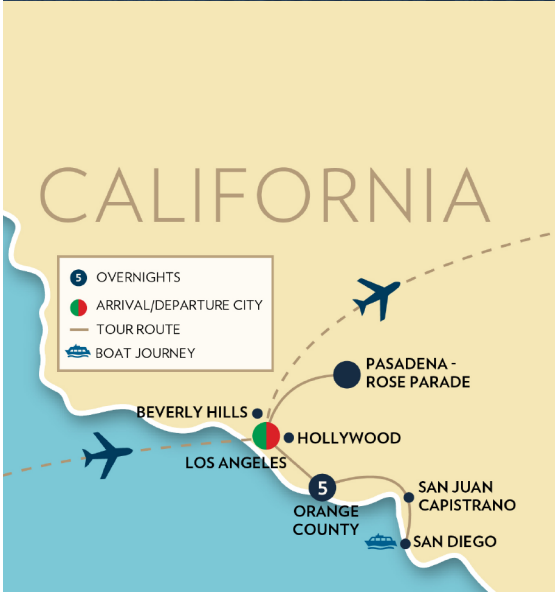 CALIFORNIA
5 OVERNIGHTS
ARRIVAL/DEPARTURE CITY
TOUR ROUTE
BOAT JOURNEY
PASADENA -
ROSE PARADE
BEVERLY HILLS
HOLLYWOOD
LOS ANGELES
5
ORANGE
COUNTY
SAN JUAN
CAPISTRANO
SAN DIEGO